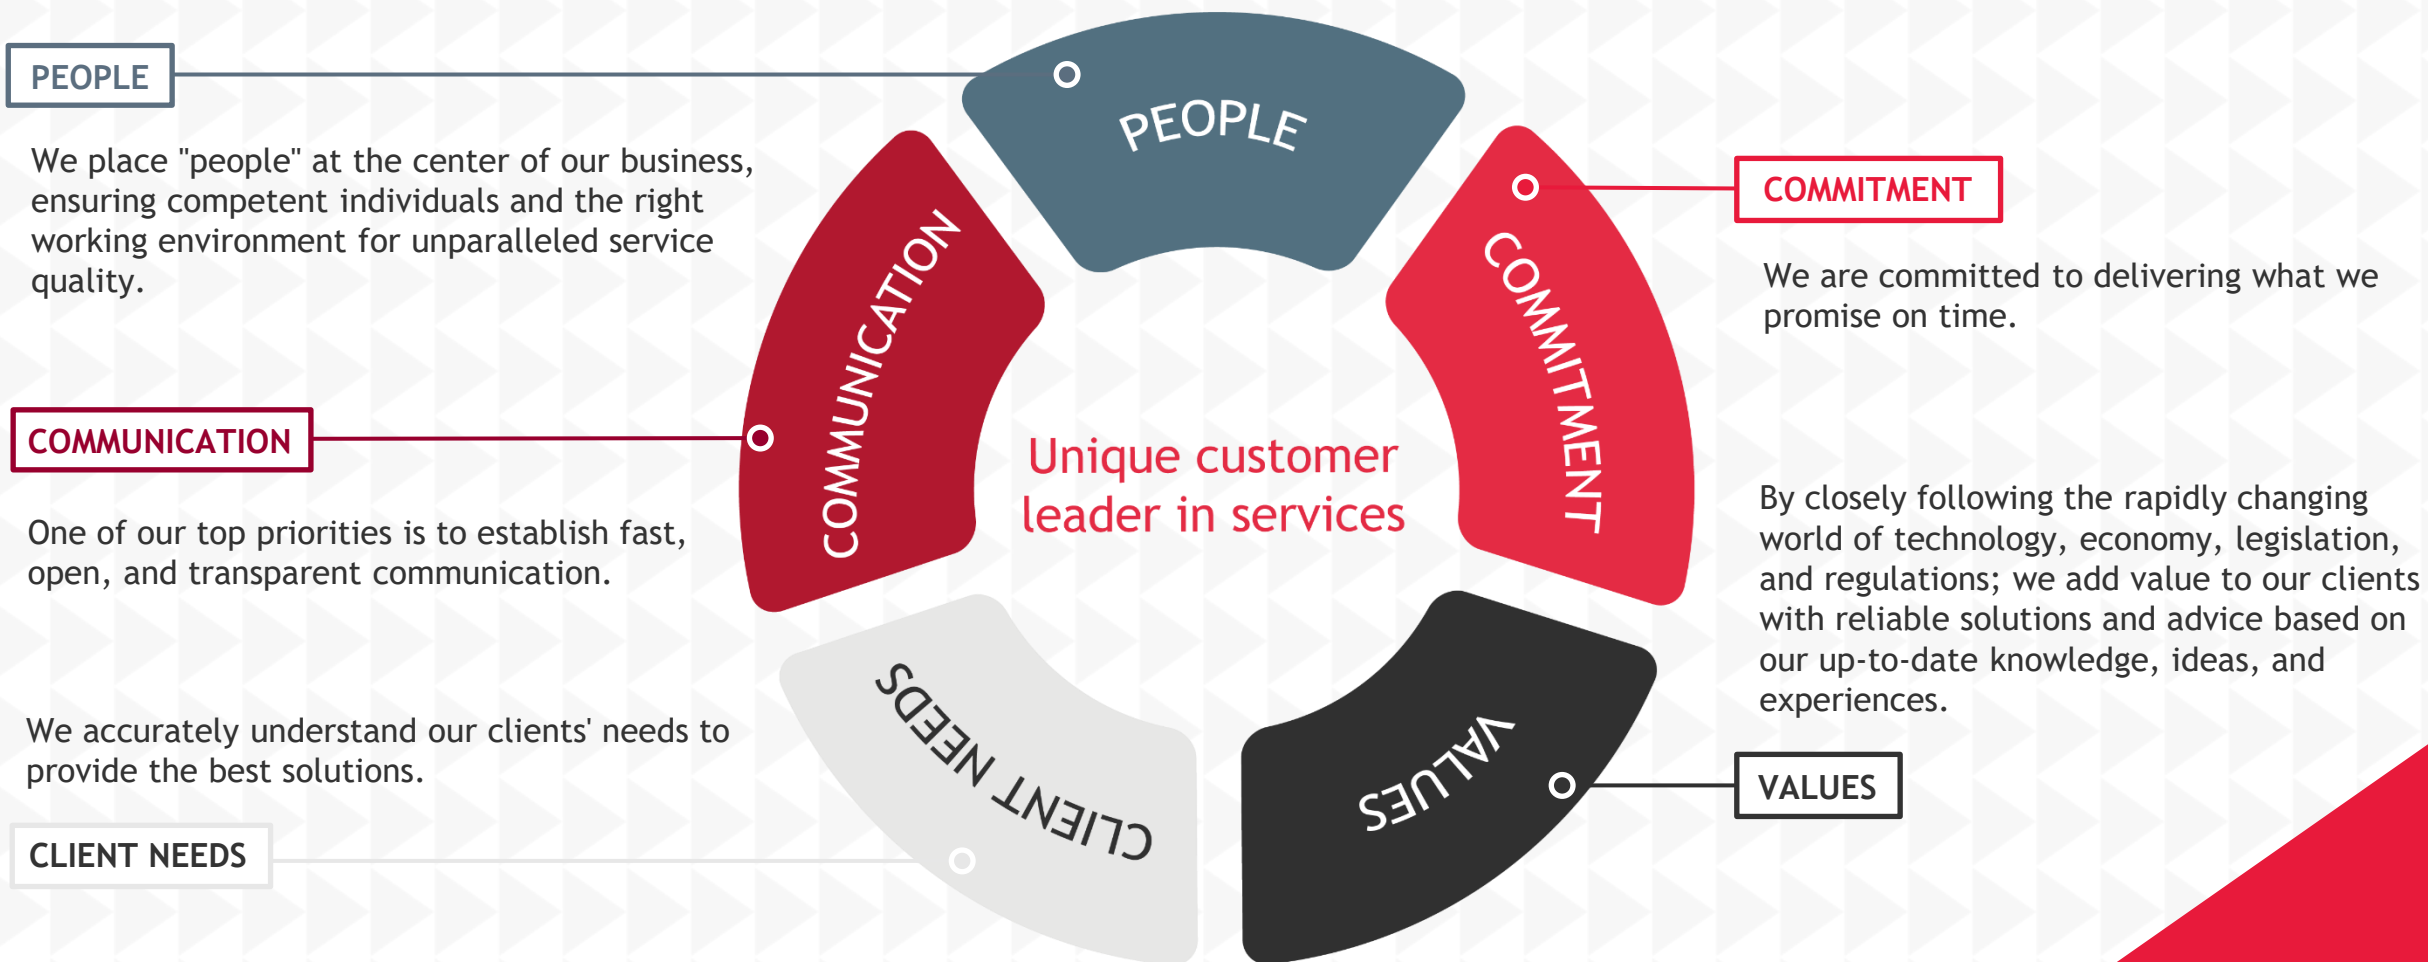 PEOPLE
We place "people" at the center of our business,
ensuring competent individuals and the right
working environment for unparalleled service
quality.
COMMUNICATION
One of our top priorities is to establish fast,
open, and transparent communication.
We accurately understand our clients' needs to
provide the best solutions.
CLIENT NEEDS
PEOPLE
COMMUNICATION
COMMITMENT
Unique customer
leader in services
CLIENT NEEDS
VALUES
COMMITMENT
We are committed to delivering what we
promise on time.
By closely following the rapidly changing
world of technology, economy, legislation,
and regulations; we add value to our clients
with reliable solutions and advice based on
our up-to-date knowledge, ideas, and
experiences.
VALUES